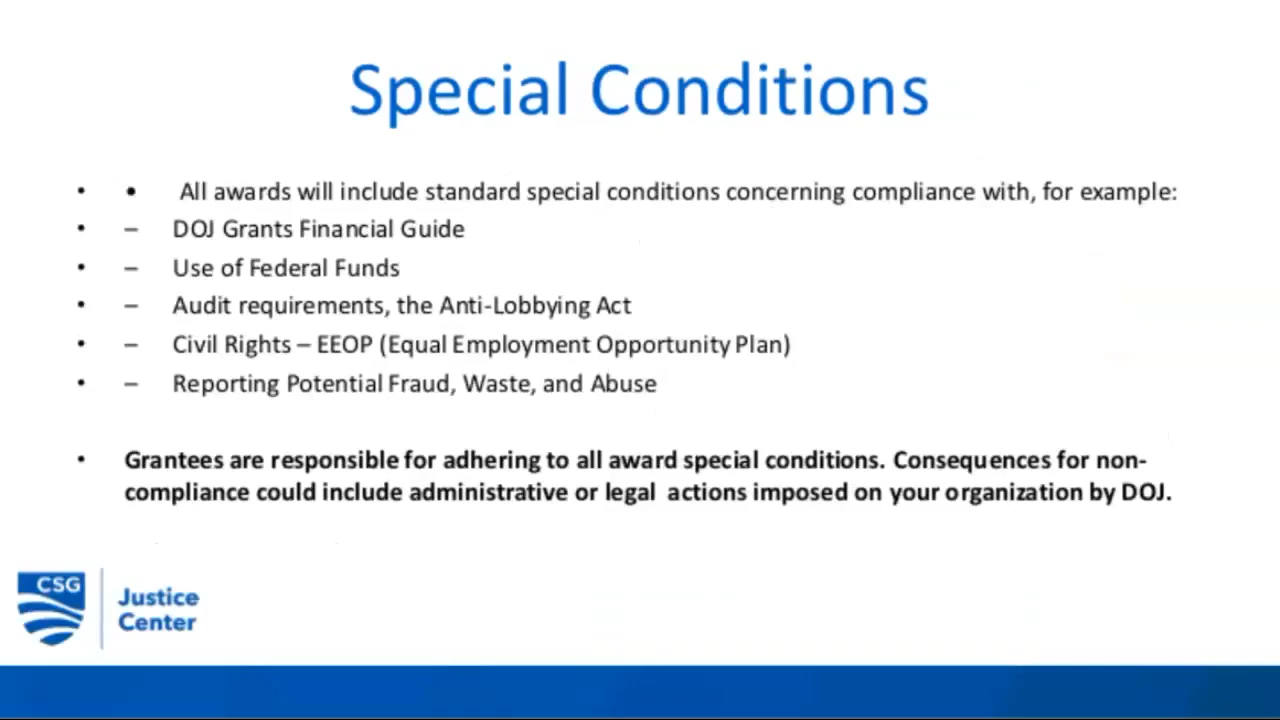 Special Conditions
• • All awards will include standard special conditions concerning compliance with, for example:
• – DOJ Grants Financial Guide
• – Use of Federal Funds
• – Audit requirements, the Anti-Lobbying Act
• – Civil Rights – EEOP (Equal Employment Opportunity Plan)
• – Reporting Potential Fraud, Waste, and Abuse
• Grantees are responsible for adhering to all award special conditions. Consequences for non-
compliance could include administrative or legal actions imposed on your organization by DOJ.
CSG
Justice
Center